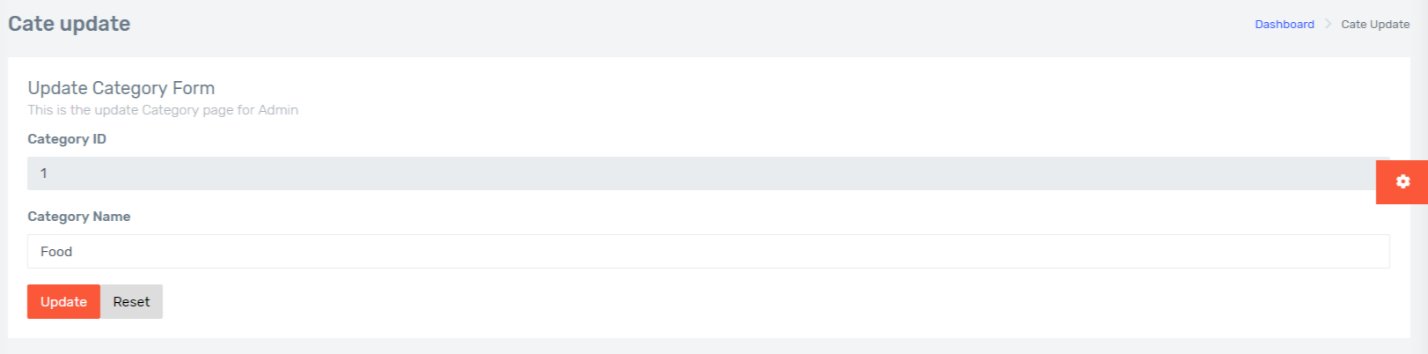 Cate update
Dashboard > Cate Update
Update Category Form
This is the update Category page for Admin
Category ID
1
Category Name
Food
Update Reset